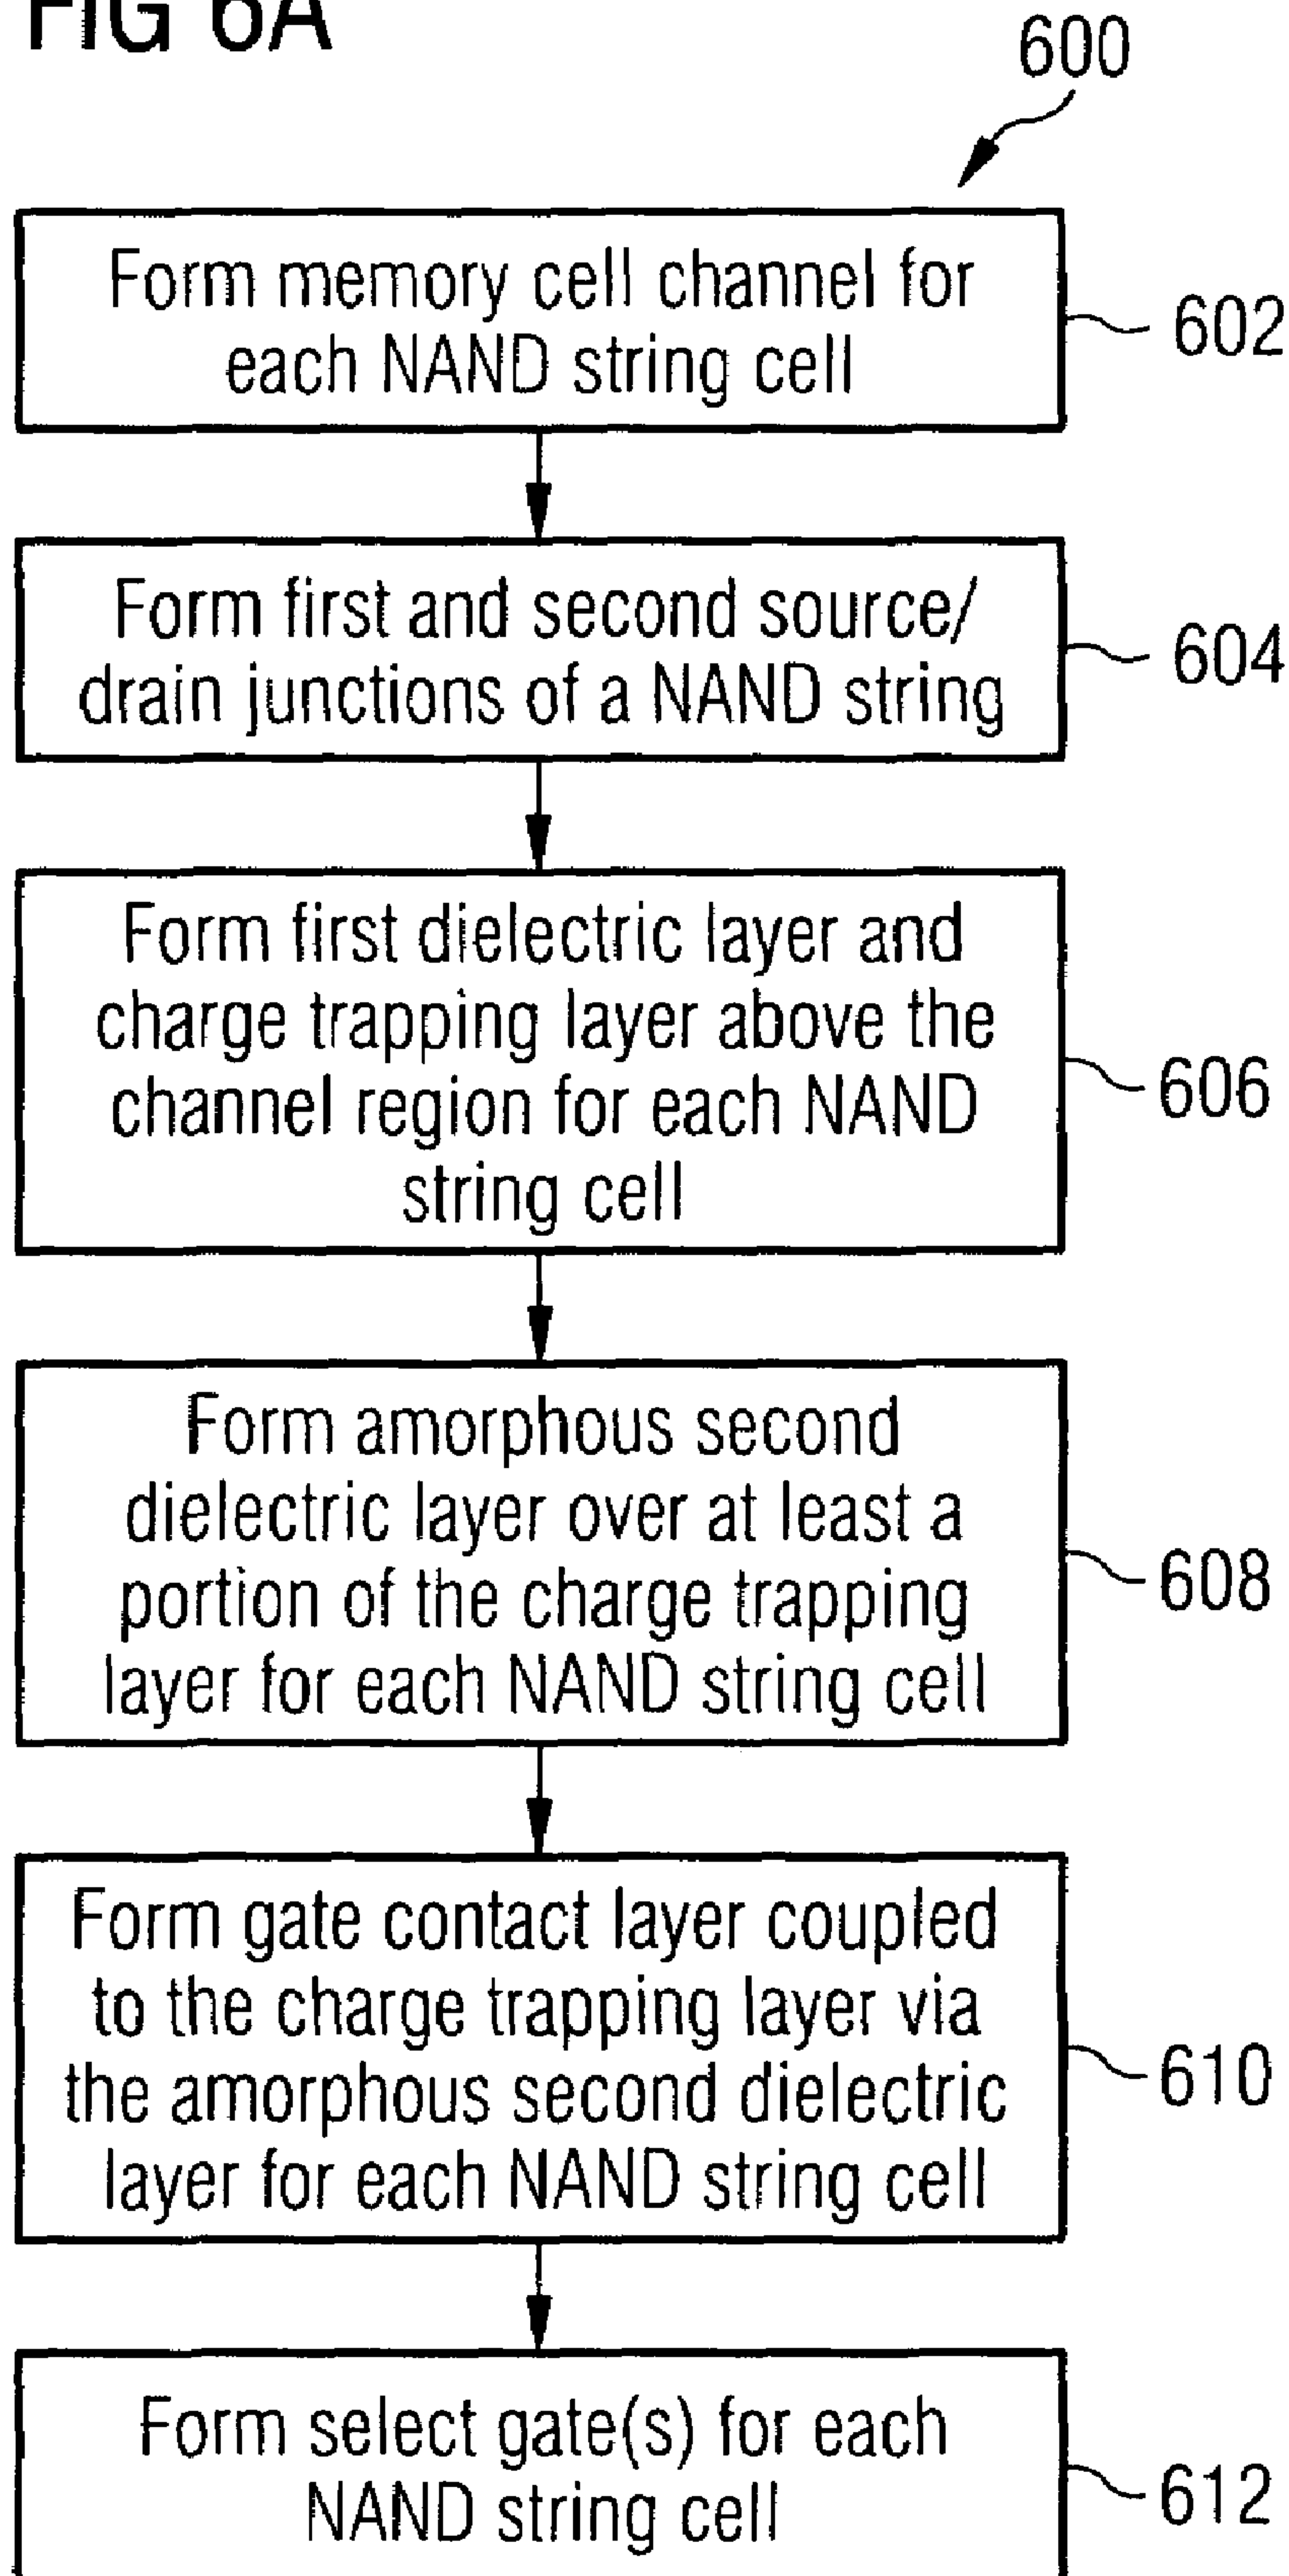 FIG 6A
600
Form memory cell channel for
each NAND string cell
602
Form first and second source/
drain junctions of a NAND string
604
Form first dielectric layer and
charge trapping layer above the
channel region for each NAND
string cell
606
Form amorphous second
dielectric layer over at least a
portion of the charge trapping
layer for each NAND string cell
608
Form gate contact layer coupled
to the charge trapping layer via
the amorphous second dielectric
layer for each NAND string cell
610
Form select gate(s) for each
NAND string cell
612